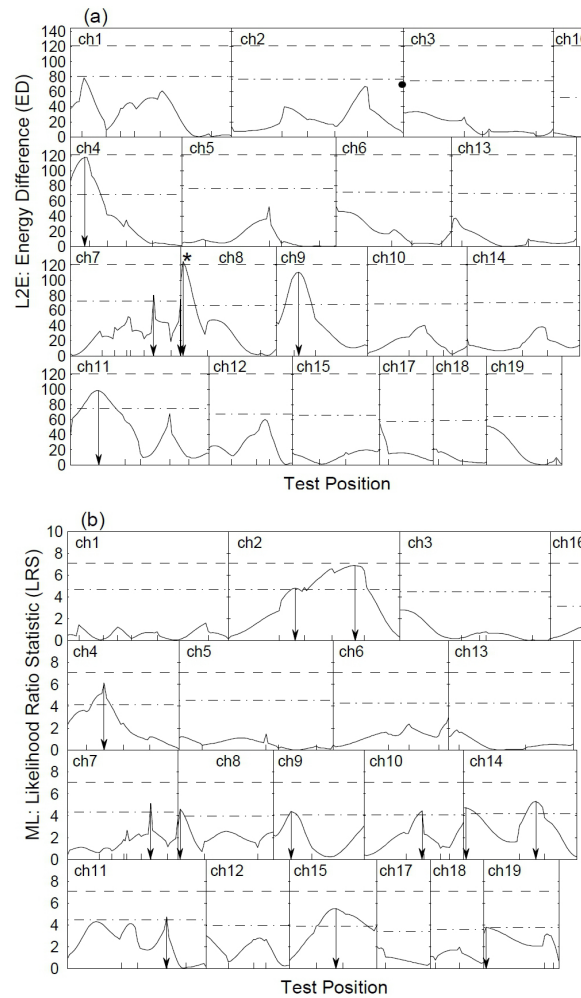 (a)
L2E: Energy Difference (ED)
140
120
100
80
60
40
20
0
ch1
ch2
ch3
ch16
120
100
80
60
40
20
0
ch4
ch5
ch6
ch13
120
100
80
60
40
20
0
ch7
*
ch8
ch9
ch10
ch14
120
100
80
60
40
20
0
ch11
ch12
ch15
ch17
ch18
ch19
Test Position
(b)
ML: Likelihood Ratio Statistic (LRS)
10
8
6
4
2
0
ch1
ch2
ch3
ch16
8
6
4
2
0
ch4
ch5
ch6
ch13
8
6
4
2
0
ch7
ch8
ch9
ch10
ch14
8
6
4
2
0
ch11
ch12
ch15
ch17
ch18
ch19
Test Position